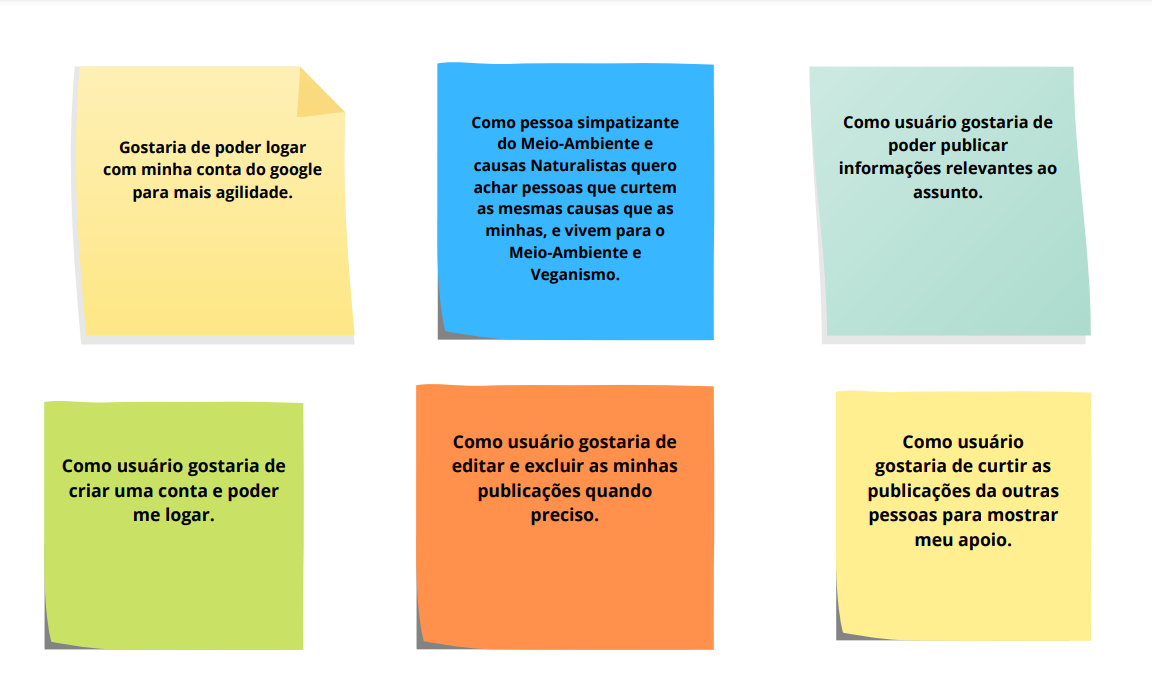 Gostaria de poder logar
com minha conta do google
para mais agilidade.
Como pessoa simpatizante
do Meio-Ambiente e
causas Naturalistas quero
achar pessoas que curtem
as mesmas causas que as
minhas, e vivem para o
Meio-Ambiente e
Veganismo.
Como usuário gostaria de
poder publicar
informações relevantes ao
assunto.
Como usuário gostaria de
criar uma conta e poder
me logar.
Como usuário gostaria de
editar e excluir as minhas
publicações quando
preciso.
Como usuário
gostaria de curtir as
publicações da outras
pessoas para mostrar
meu apoio.